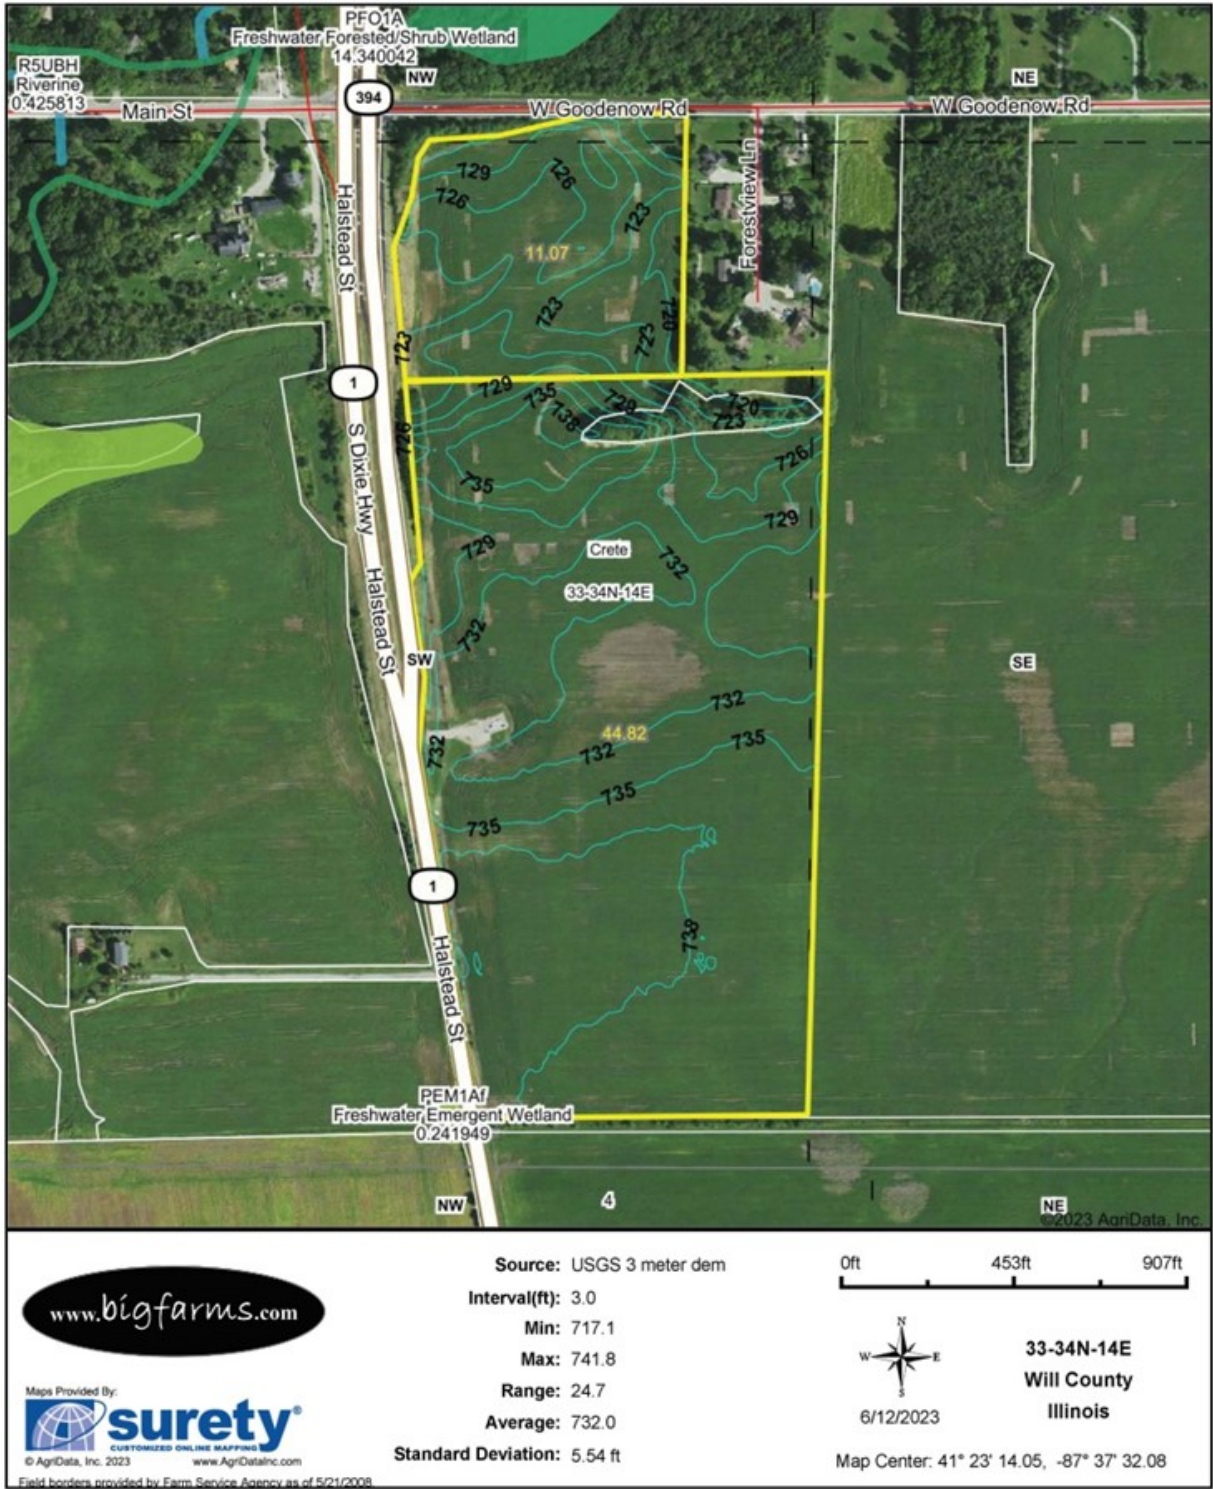 PFO1A
Freshwater Forested/Shrub Wetland
14.340042
R5UBH
Riverine
0.425813
NW
NE
394
Main St
W Goodenow Rd
W Goodenow Rd
Forestview Ln
Halstead St
729
726
726
723
11.07
723
720
723
723
1
729
735
738
729
720
723
726
726
735
729
S Dixie Hwy
729
Crete
732
33-34N-14E
Halstead St
732
SW
SE
732
44.82
732
732
735
735
735
1
738
Halstead St
PEM1Af
Freshwater Emergent Wetland
0.241949
NW
4
NE
©2023 AgriData, Inc.
www.bigfarms.com
Maps Provided By:
surety®
CUSTOMIZED ONLINE MAPPING
© AgriData, Inc. 2023 www.AgriDataInc.com
Field borders provided by Farm Service Agency as of 5/21/2008.
Source: USGS 3 meter dem
Interval(ft): 3.0
Min: 717.1
Max: 741.8
Range: 24.7
Average: 732.0
Standard Deviation: 5.54 ft
0ft 453ft 907ft
N
W E
S
6/12/2023
33-34N-14E
Will County
Illinois
Map Center: 41° 23' 14.05, -87° 37' 32.08